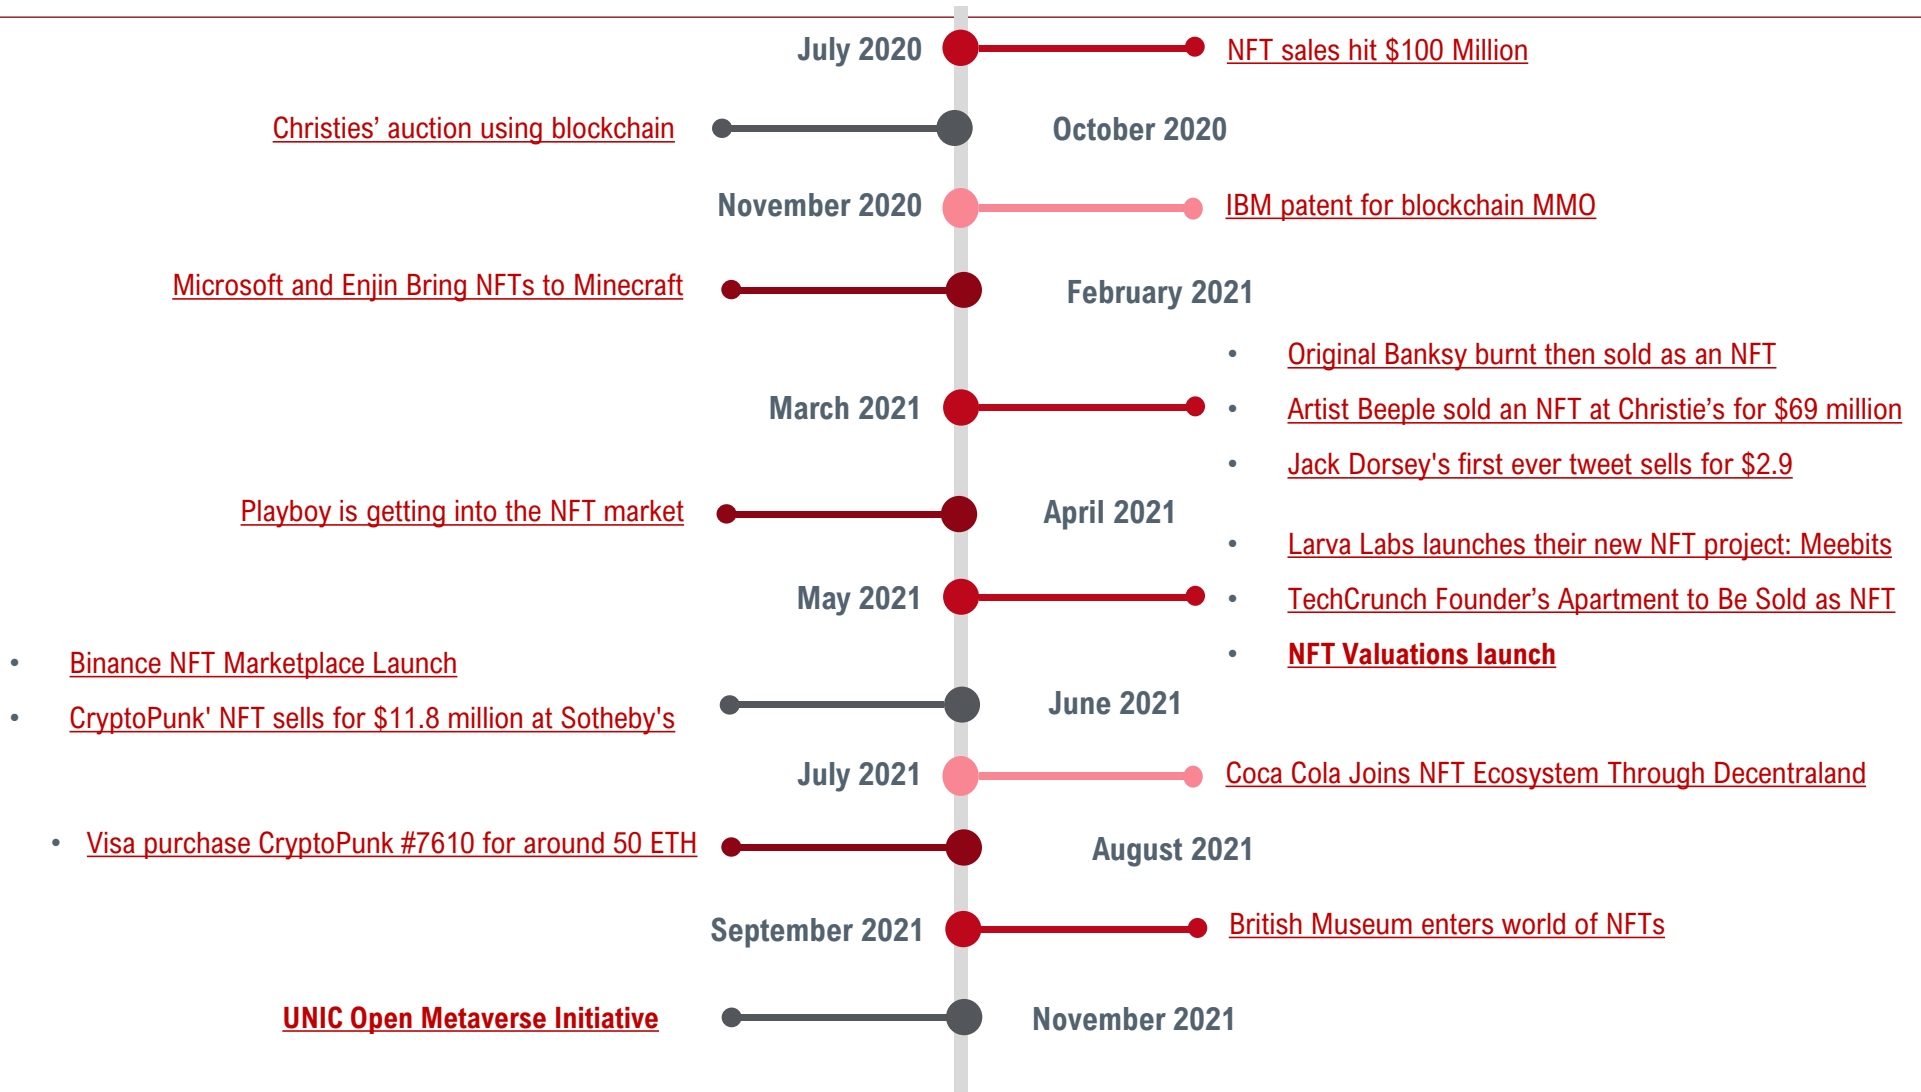 July 2020
NFT sales hit $100 Million
Christies’ auction using blockchain
October 2020
November 2020
IBM patent for blockchain MMO
Microsoft and Enjin Bring NFTs to Minecraft
February 2021
March 2021
• Original Banksy burnt then sold as an NFT
• Artist Beeple sold an NFT at Christie’s for $69 million
• Jack Dorsey's first ever tweet sells for $2.9
Playboy is getting into the NFT market
April 2021
May 2021
• Larva Labs launches their new NFT project: Meebits
• TechCrunch Founder’s Apartment to Be Sold as NFT
• NFT Valuations launch
• Binance NFT Marketplace Launch
• CryptoPunk' NFT sells for $11.8 million at Sotheby's
June 2021
July 2021
Coca Cola Joins NFT Ecosystem Through Decentraland
• Visa purchase CryptoPunk #7610 for around 50 ETH
August 2021
September 2021
British Museum enters world of NFTs
UNIC Open Metaverse Initiative
November 2021